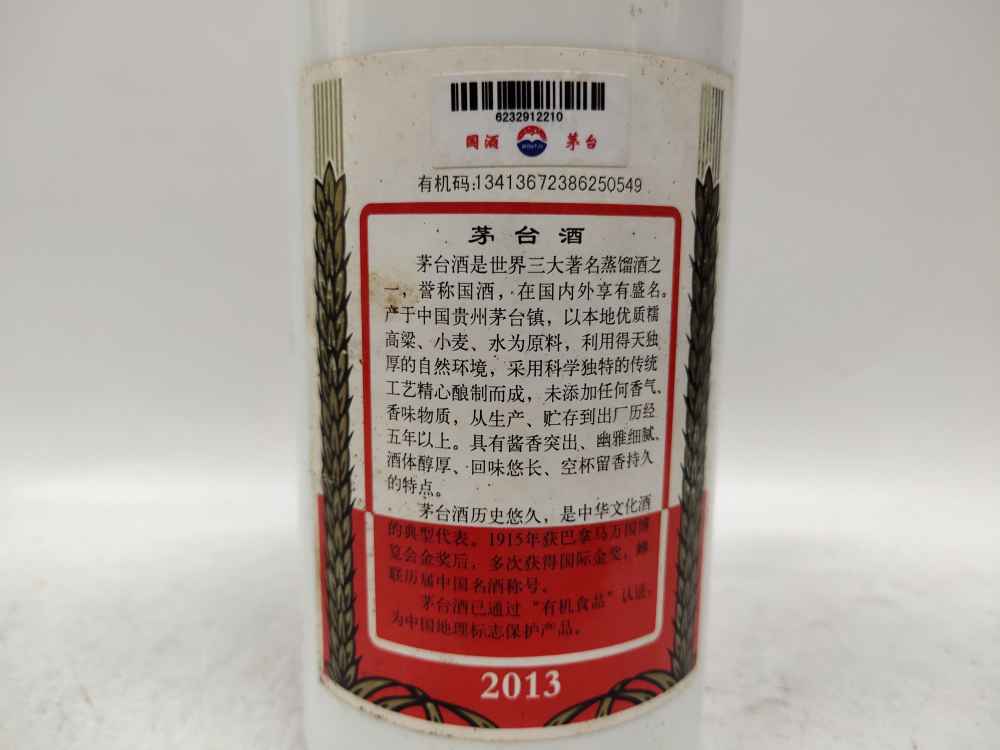 6232912210
国酒 茅台
有机码:13413672386250549
茅台酒
茅台酒是世界三大著名蒸馏酒之
一，誉称国酒，在国内外享有盛名。
产于中国贵州茅台镇，以本地优质糯
高粱、小麦、水为原料，利用得天独
厚的自然环境，采用科学独特的传统
工艺精心酿制而成，未添加任何香气、
香味物质，从生产、贮存到出厂历经
五年以上。具有酱香突出、幽雅细腻、
酒体醇厚、回味悠长、空杯留香持久
的特点。
茅台酒历史悠久，是中华文化酒
的典型代表。1915年获巴拿马万国博
览会金奖后，多次获得国际金奖，蝉
联历届中国名酒称号。
茅台酒已通过“有机食品”认证，
为中国地理标志保护产品。
2013